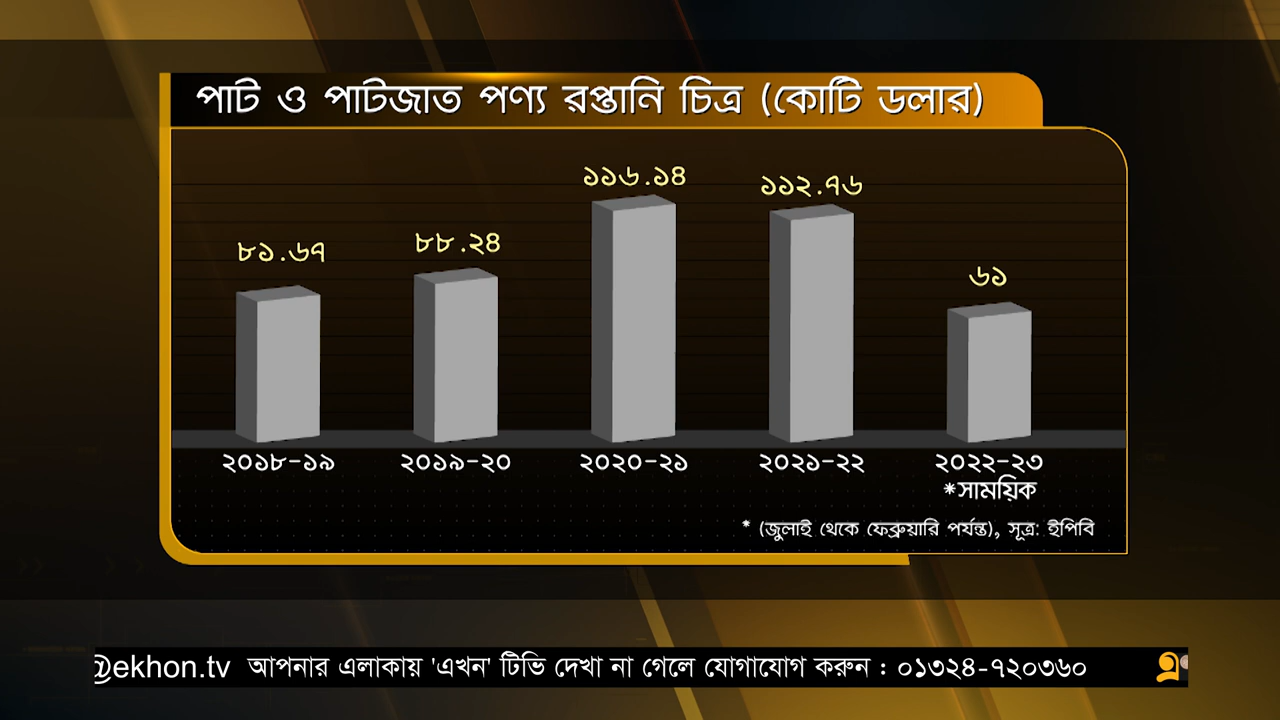 পাট ও পাটজাত পণ্য রপ্তানি চিত্র (কোটি ডলার)
৮১.৬৭
৮৮.২৪
১১৬.১৪
১১২.৭৬
৬১
২০১৮-১৯
২০১৯-২০
২০২০-২১
২০২১-২২
২০২২-২৩
*সাময়িক
* (জুলাই থেকে ফেব্রুয়ারি পর্যন্ত), সূত্র: ইপিবি
@ekhon.tv আপনার এলাকায় 'এখন' টিভি দেখা না গেলে যোগাযোগ করুন : ০১৩২৪-৭২০৩৬০